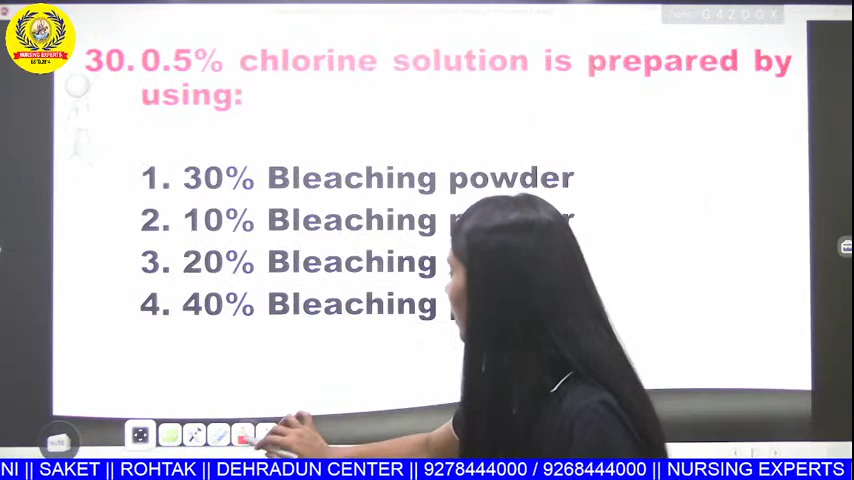 30. 0.5% chlorine solution is prepared by
using:
1. 30% Bleaching powder
2. 10% Bleaching
3. 20% Bleaching
4. 40% Bleaching
NURSING EXPERTS
NI || SAKET || ROHTAK || DEHRADUN CENTER || 9278444000 / 9268444000 || NURSING EXPERTS